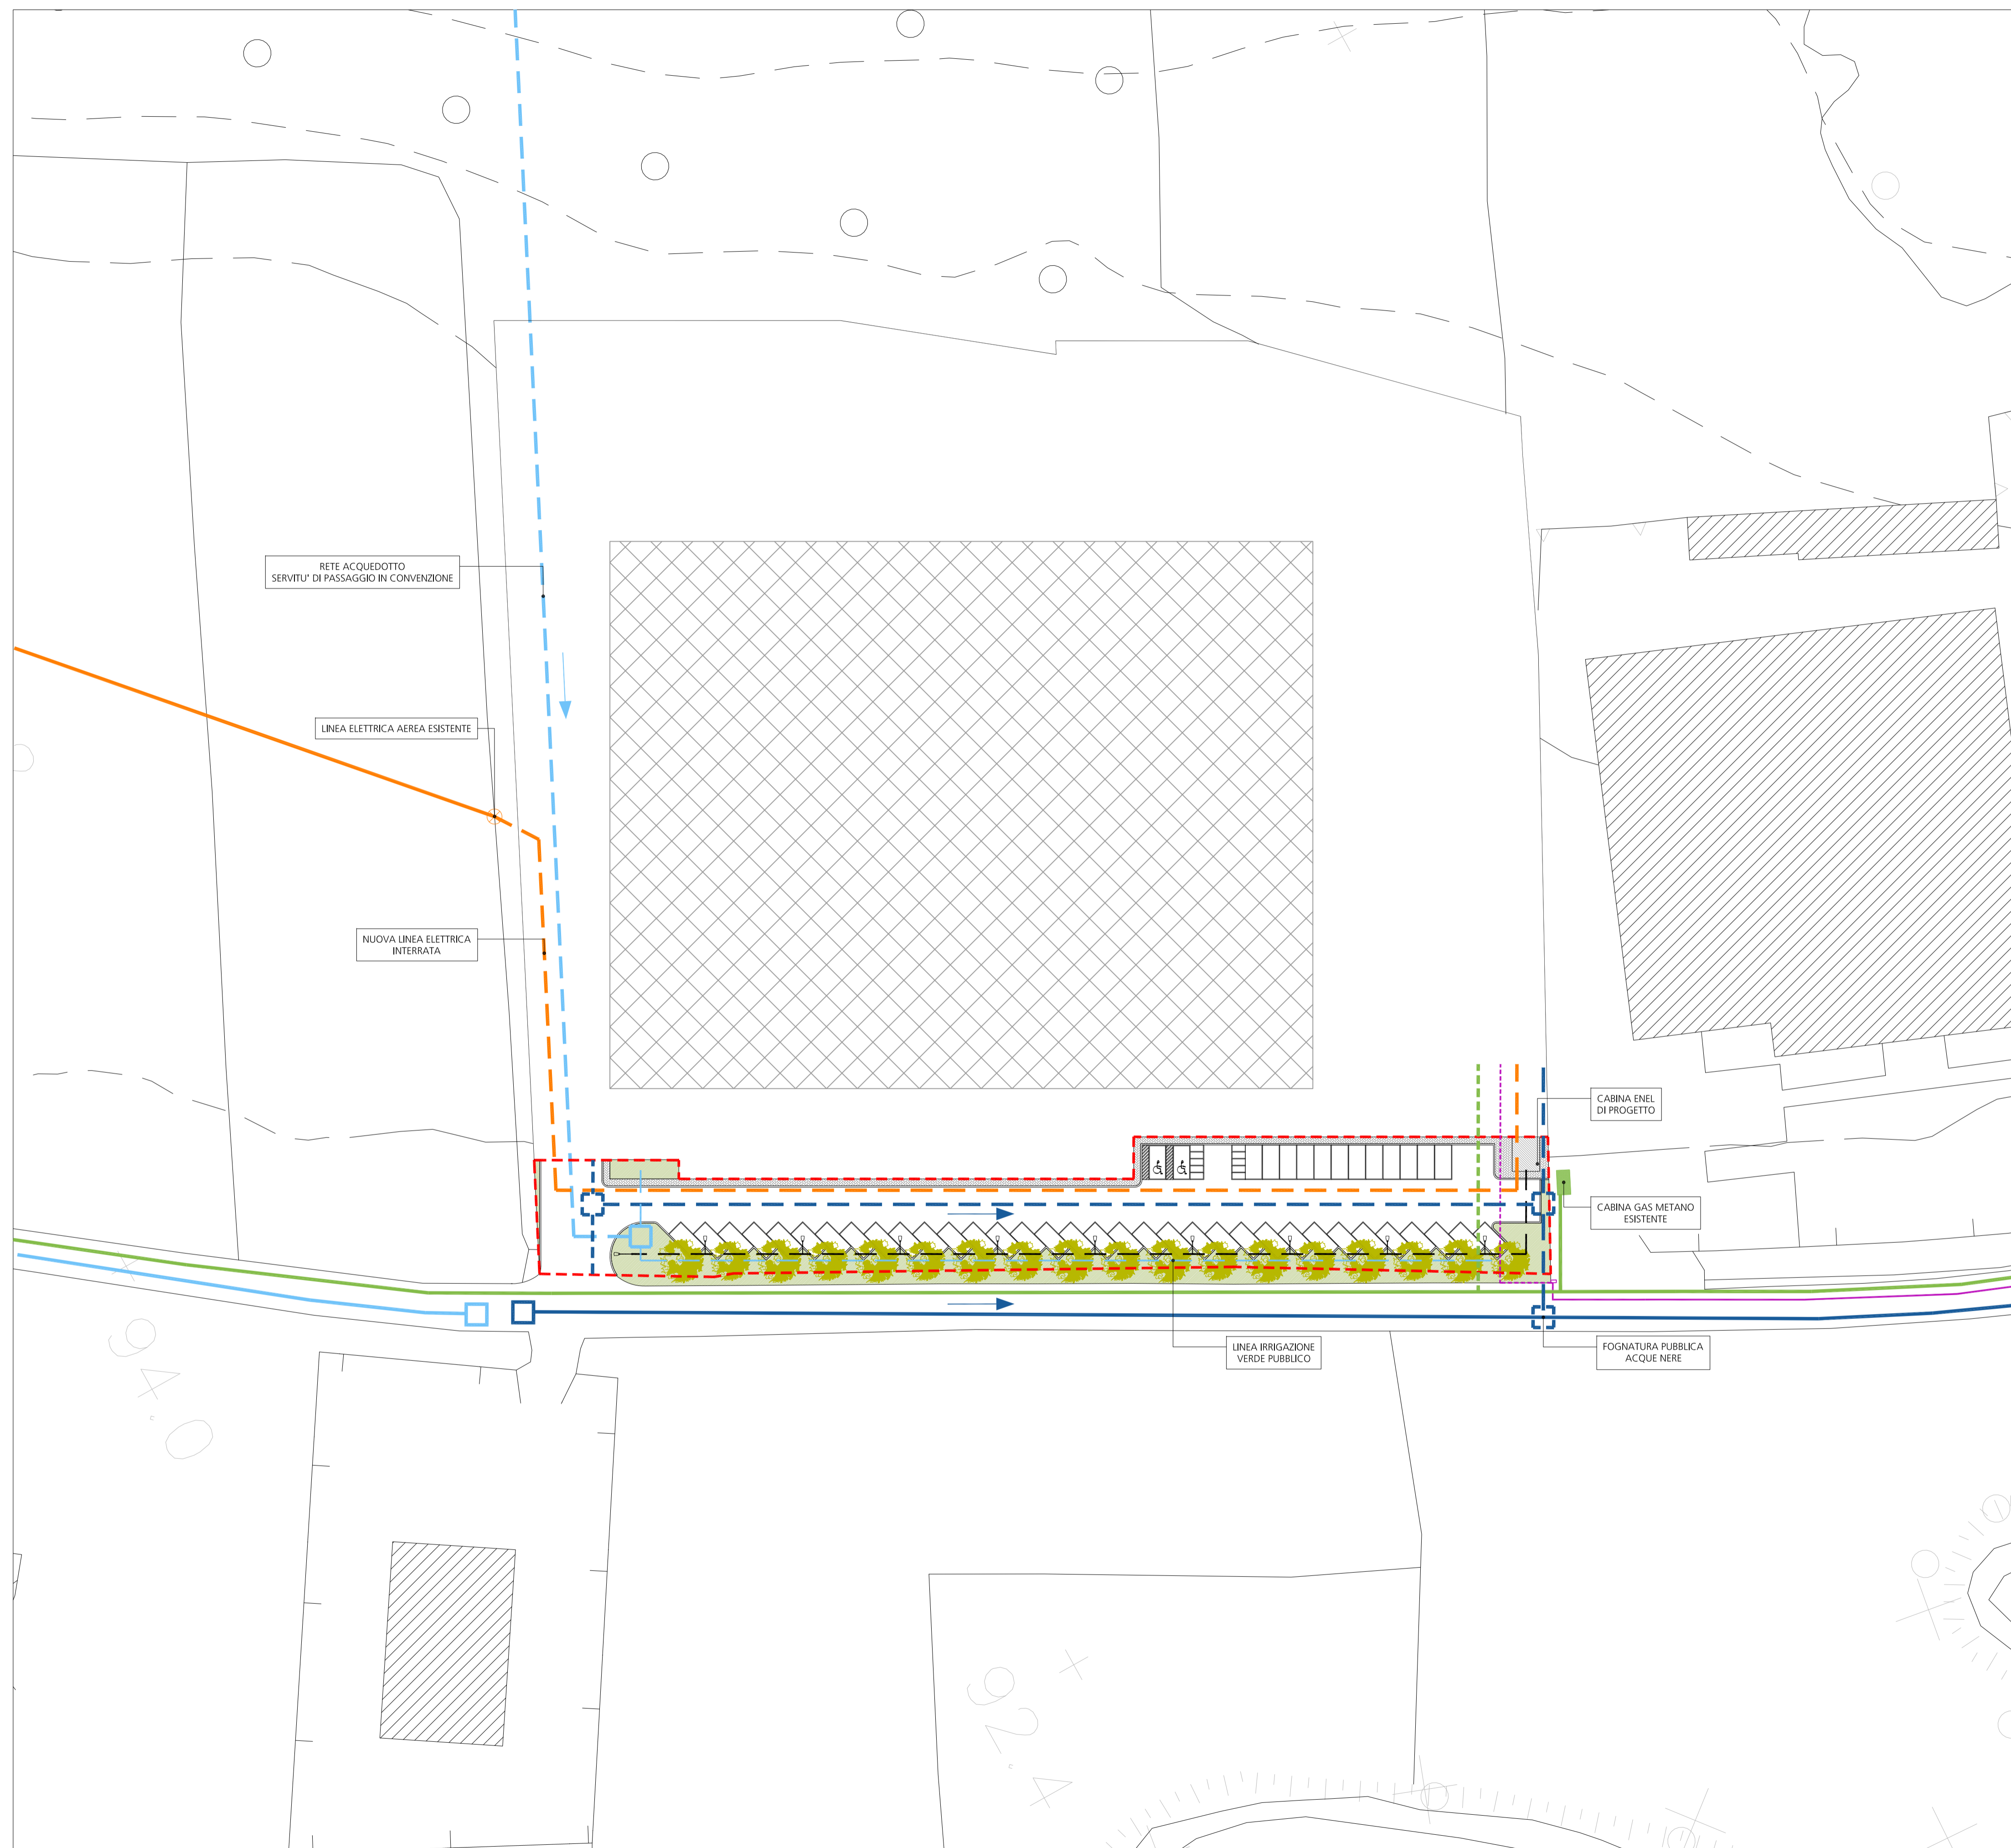 RETE ACQUEDOTTO
SERVITU' DI PASSAGGIO IN CONVENZIONE
LINEA ELETTRICA AEREA ESISTENTE
NUOVA LINEA ELETTRICA
INTERRATA
CABINA ENEL
DI PROGETTO
CABINA GAS METANO
ESISTENTE
LINEA IRRIGAZIONE
VERDE PUBBLICO
FOGNATURA PUBBLICA
ACQUE NERE